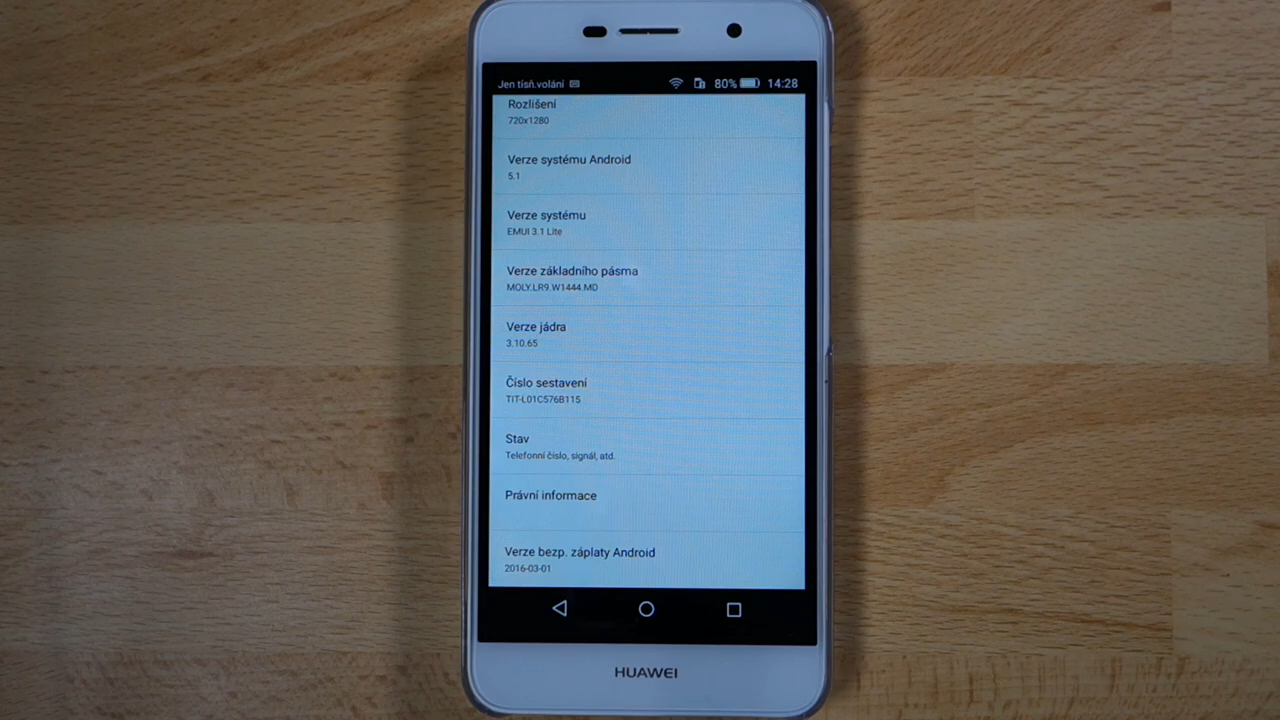 Jen tísň.volání
80% 14:28
Rozlišení
720x1280
Verze systému Android
5.1
Verze systému
EMUI 3.1 Lite
Verze základního pásma
MOLY.LR9.W1444.MD
Verze jádra
3.10.65
Číslo sestavení
TIT-L01C576B115
Stav
Telefonní číslo, signál, atd.
Právní informace
Verze bezp. záplaty Android
2016-03-01
HUAWEI